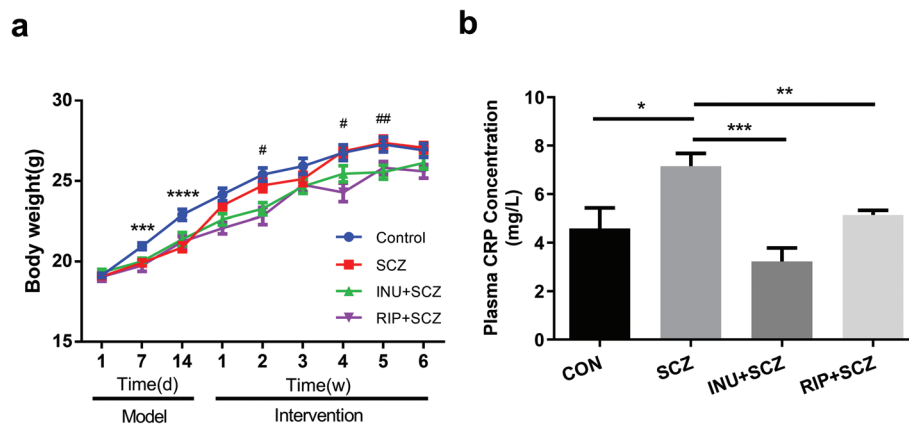 a
30
25
20
15
Body weight(g)
***
****
#
#
##
Control
SCZ
INU+SCZ
RIP+SCZ
1 7 14 1 2 3 4 5 6
Time(d) Time(w)
Model Intervention
b
10
8
6
4
2
0
Plasma CRP Concentration
(mg/L)
*
**
***
CON SCZ INU+SCZ RIP+SCZ